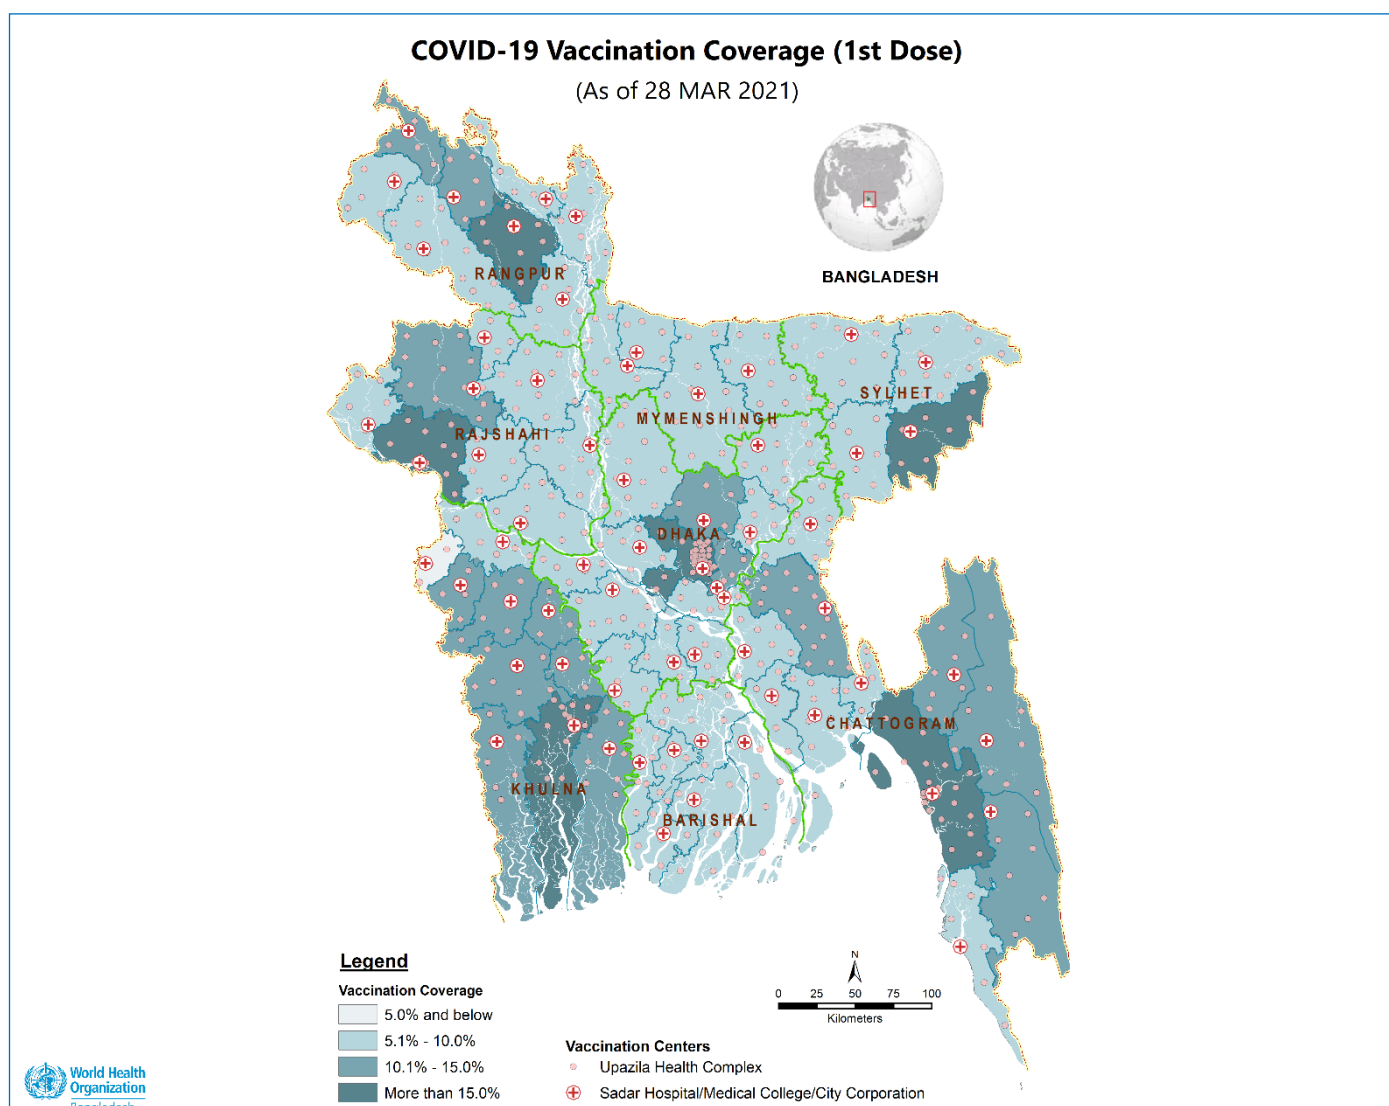 COVID-19 Vaccination Coverage (1st Dose)
(As of 28 MAR 2021)
BANGLADESH
RANGPUR
SYLHET
MYMENSHINGH
RAJSHAHI
DHAKA
CHATTOGRAM
KHULNA
BARISHAL
Legend
Vaccination Coverage
5.0% and below
5.1% - 10.0%
10.1% - 15.0%
More than 15.0%
Vaccination Centers
Upazila Health Complex
Sadar Hospital/Medical College/City Corporation
N
0 25 50 75 100
Kilometers
World Health
Organization
Bangladesh